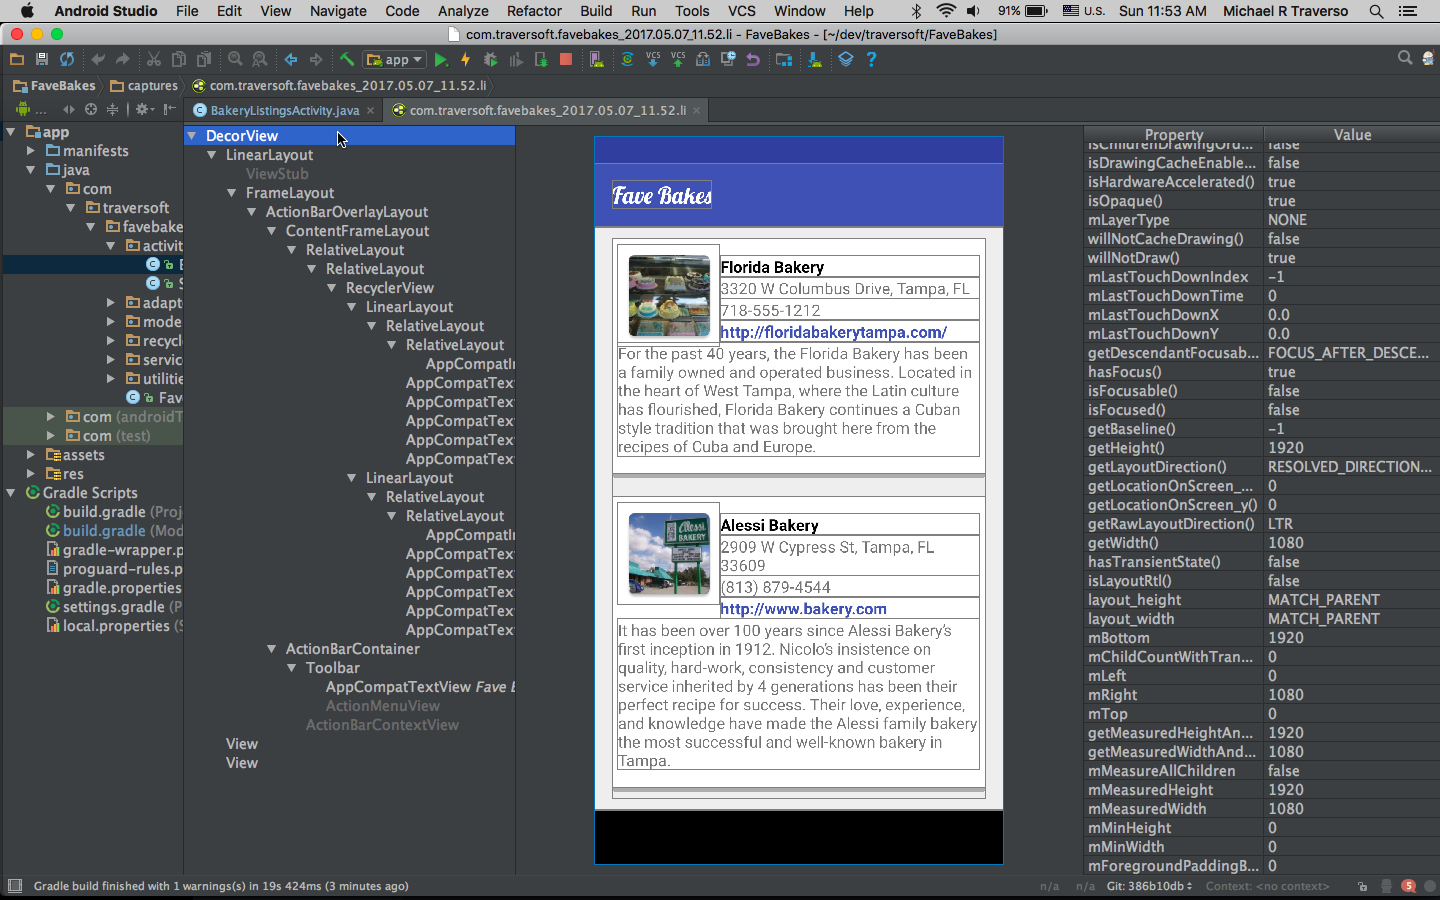 Android Studio File Edit View Navigate Code Analyze Refactor Build Run Tools VCS Window Help 91% U.S. Sun 11:53 AM Michael R Traverso
com.traversoft.favebakes_2017.05.07_11.52.li - FaveBakes - [~/dev/traversoft/FaveBakes]
app
FaveBakes captures com.traversoft.favebakes_2017.05.07_11.52.li
BakeryListingsActivity.java com.traversoft.favebakes_2017.05.07_11.52.li
app
manifests
java
com
traversoft
favebake
activit
E
S
adapt
mode
recycl
servic
utilitie
Fav
com (androidT
com (test)
assets
res
Gradle Scripts
build.gradle (Proj
build.gradle (Mod
gradle-wrapper.p
proguard-rules.p
gradle.properties
settings.gradle (P
local.properties (S
DecorView
LinearLayout
ViewStub
FrameLayout
ActionBarOverlayLayout
ContentFrameLayout
RelativeLayout
RelativeLayout
RecyclerView
LinearLayout
RelativeLayout
RelativeLayout
AppCompatIn
AppCompatText
AppCompatText
AppCompatText
AppCompatText
AppCompatText
LinearLayout
RelativeLayout
RelativeLayout
AppCompatIn
AppCompatText
AppCompatText
AppCompatText
AppCompatText
AppCompatText
ActionBarContainer
Toolbar
AppCompatTextView Fave B
ActionMenuView
ActionBarContextView
View
View
Fave Bakes
Florida Bakery
3320 W Columbus Drive, Tampa, FL
718-555-1212
http://floridabakerytampa.com/
For the past 40 years, the Florida Bakery has been
a family owned and operated business. Located in
the heart of West Tampa, where the Latin culture
has flourished, Florida Bakery continues a Cuban
style tradition that was brought here from the
recipes of Cuba and Europe.
Alessi
BAKERY
Alessi Bakery
2909 W Cypress St, Tampa, FL
33609
(813) 879-4544
http://www.bakery.com
It has been over 100 years since Alessi Bakery's
first inception in 1912. Nicolo's insistence on
quality, hard-work, consistency and customer
service inherited by 4 generations has been their
perfect recipe for success. Their love, experience,
and knowledge have made the Alessi family bakery
the most successful and well-known bakery in
Tampa.
Property Value
isChildrenDrawingOrd... false
isDrawingCacheEnable... false
isHardwareAccelerated() true
isOpaque() true
mLayerType NONE
willNotCacheDrawing() false
willNotDraw() true
mLastTouchDownIndex -1
mLastTouchDownTime 0
mLastTouchDownX 0.0
mLastTouchDownY 0.0
getDescendantFocusab... FOCUS_AFTER_DESCE...
hasFocus() true
isFocusable() false
isFocused() false
getBaseline() -1
getHeight() 1920
getLayoutDirection() RESOLVED_DIRECTION...
getLocationOnScreen_... 0
getLocationOnScreen_y() 0
getRawLayoutDirection() LTR
getWidth() 1080
hasTransientState() false
isLayoutRtl() false
layout_height MATCH_PARENT
layout_width MATCH_PARENT
mBottom 1920
mChildCountWithTran... 0
mLeft 0
mRight 1080
mTop 0
getMeasuredHeightAn... 1920
getMeasuredWidthAnd... 1080
mMeasureAllChildren false
mMeasuredHeight 1920
mMeasuredWidth 1080
mMinHeight 0
mMinWidth 0
mForegroundPaddingB... 0
Gradle build finished with 1 warnings(s) in 19s 424ms (3 minutes ago) n/a n/a Git: 386b10db Context: <no context> 5